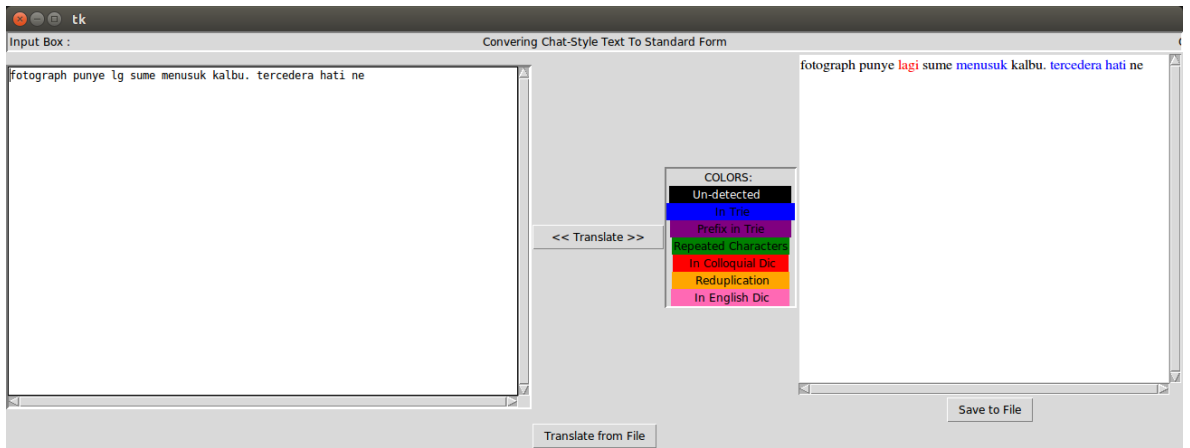 tk
Input Box :
Convering Chat-Style Text To Standard Form
fotograph punye lg sume menusuk kalbu. tercedera hati ne
fotograph punye lagi sume menusuk kalbu. tercedera hati ne
COLORS:
Un-detected
In Trie
Prefix in Trie
Repeated Characters
In Colloquial Dic
Reduplication
In English Dic
<< Translate >>
Save to File
Translate from File